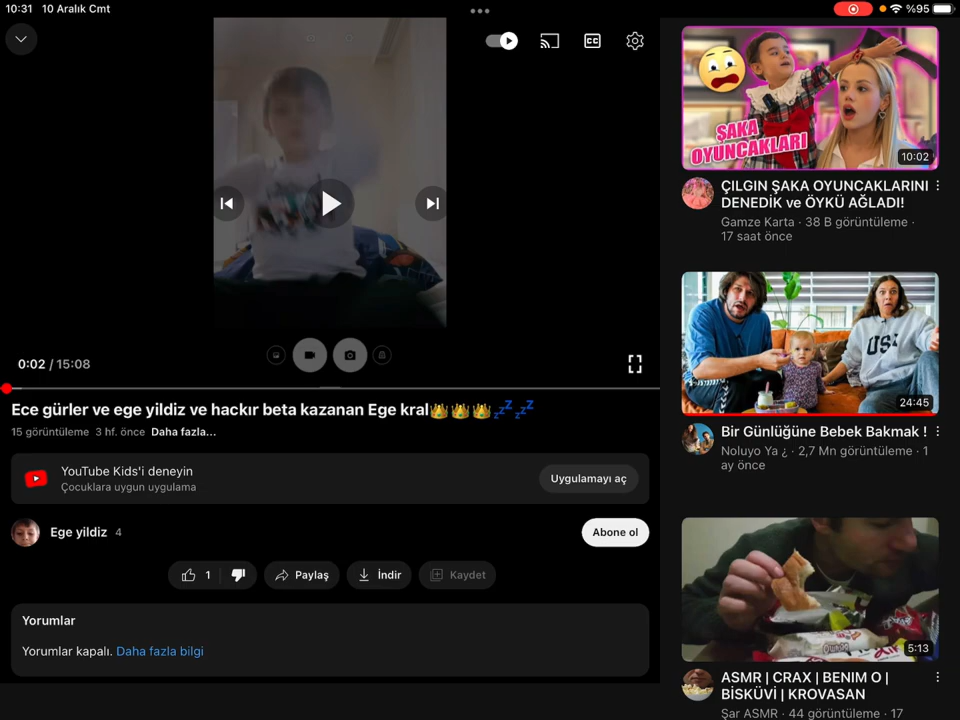 10:31 10 Aralık Cmt
%95
CC
0:02 / 15:08
Ece gürler ve ege yildiz ve hackır beta kazanan Ege kral👑👑👑💤💤
15 görüntüleme 3 hf. önce Daha fazla...
YouTube Kids'i deneyin
Çocuklara uygun uygulama
Uygulamayı aç
Ege yildiz 4
Abone ol
1
Paylaş
İndir
Kaydet
Yorumlar
Yorumlar kapalı. Daha fazla bilgi
ŞAKA
OYUNCAKLARI
10:02
ÇILGIN ŞAKA OYUNCAKLARINI
DENEDİK ve ÖYKÜ AĞLADI!
Gamze Karta · 38 B görüntüleme ·
17 saat önce
USC
24:45
Bir Günlüğüne Bebek Bakmak !
Noluyo Ya ¿ · 2,7 Mn görüntüleme · 1
ay önce
5:13
ASMR | CRAX | BENIM O |
BİSKÜVİ | KROVASAN
Şar ASMR · 44 görüntüleme · 17